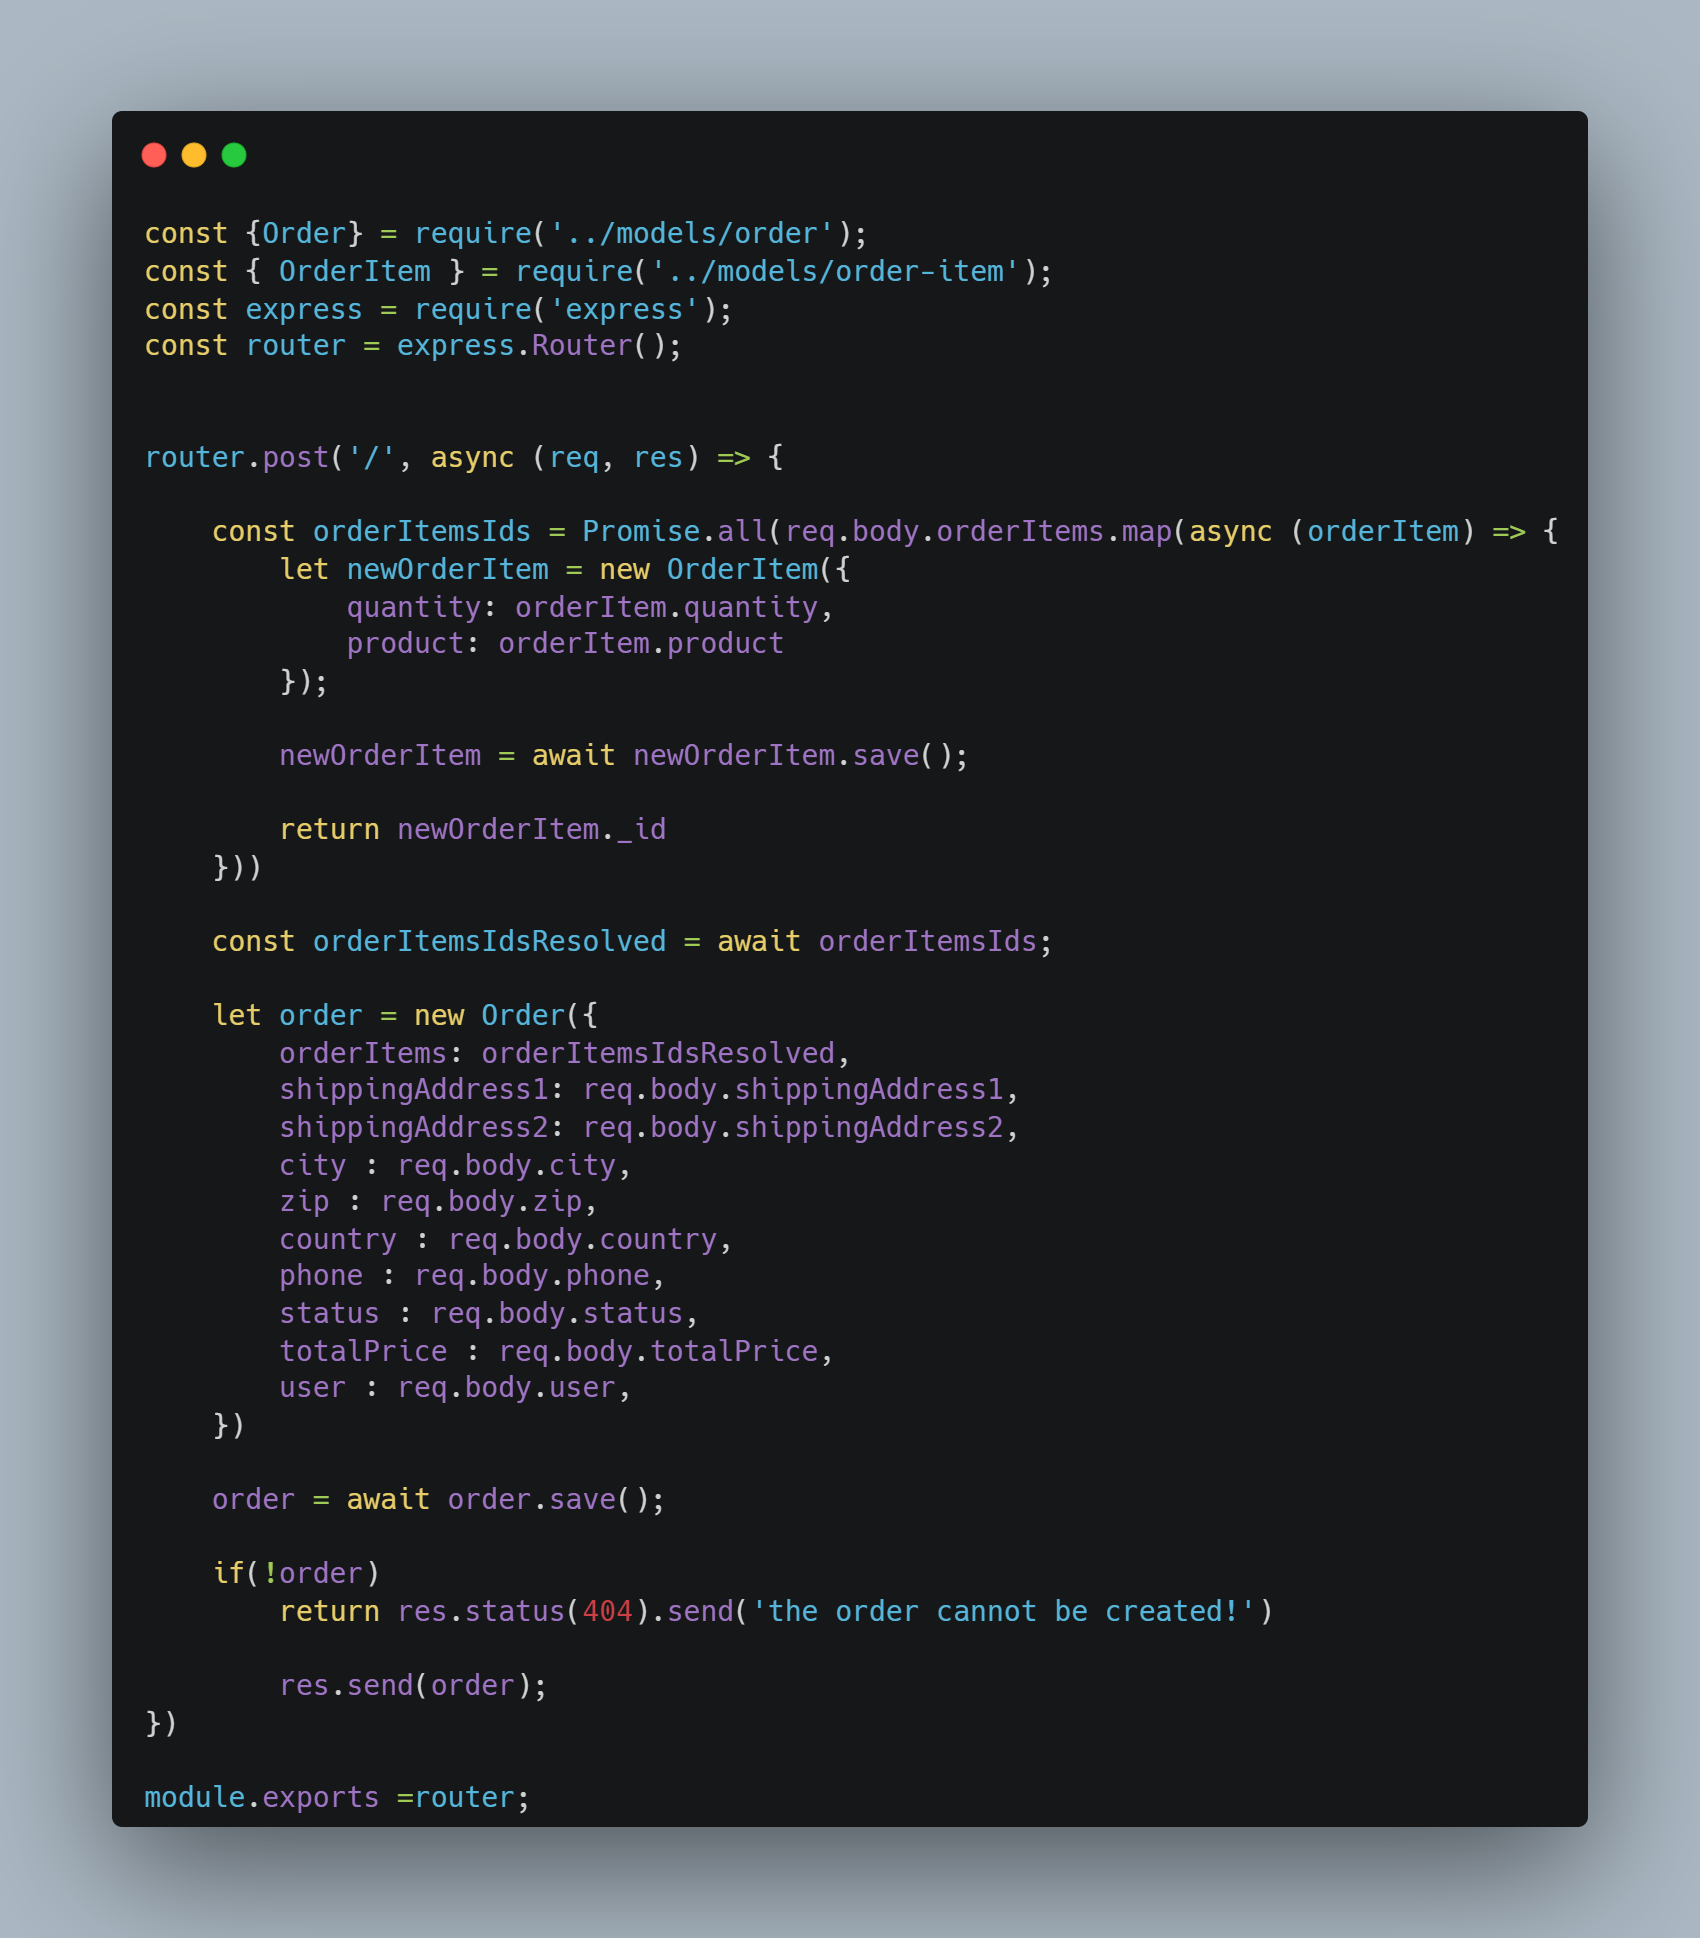 const {Order} = require('../models/order');
const { OrderItem } = require('../models/order-item');
const express = require('express');
const router = express.Router();
router.post('/', async (req, res) => {
const orderItemsIds = Promise.all(req.body.orderItems.map(async (orderItem) => {
let newOrderItem = new OrderItem({
quantity: orderItem.quantity,
product: orderItem.product
});
newOrderItem = await newOrderItem.save();
return newOrderItem._id
}))
const orderItemsIdsResolved = await orderItemsIds;
let order = new Order({
orderItems: orderItemsIdsResolved,
shippingAddress1: req.body.shippingAddress1,
shippingAddress2: req.body.shippingAddress2,
city : req.body.city,
zip : req.body.zip,
country : req.body.country,
phone : req.body.phone,
status : req.body.status,
totalPrice : req.body.totalPrice,
user : req.body.user,
})
order = await order.save();
if(!order)
return res.status(404).send('the order cannot be created!')
res.send(order);
})
module.exports =router;